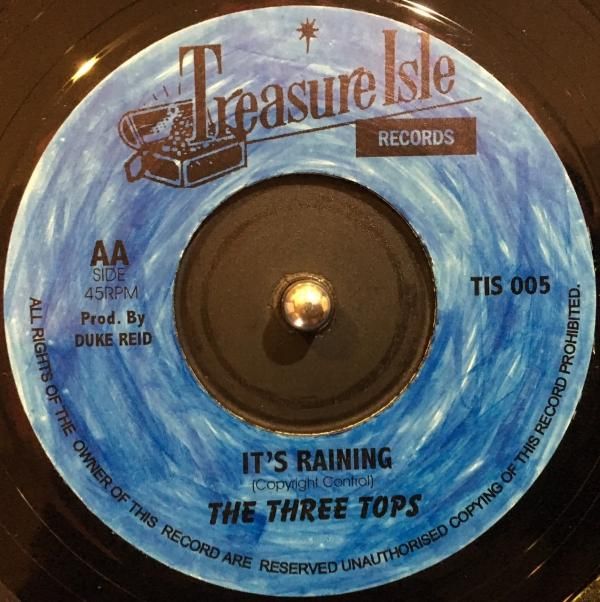 Treasure Isle
RECORDS
AA
SIDE
45RPM
Prod. By
DUKE REID
TIS 005
IT'S RAINING
(Copyright Control)
THE THREE TOPS
ALL RIGHTS OF THE OWNER OF THIS RECORD ARE RESERVED UNAUTHORISED COPYING OF THIS RECORD PROHIBITED.